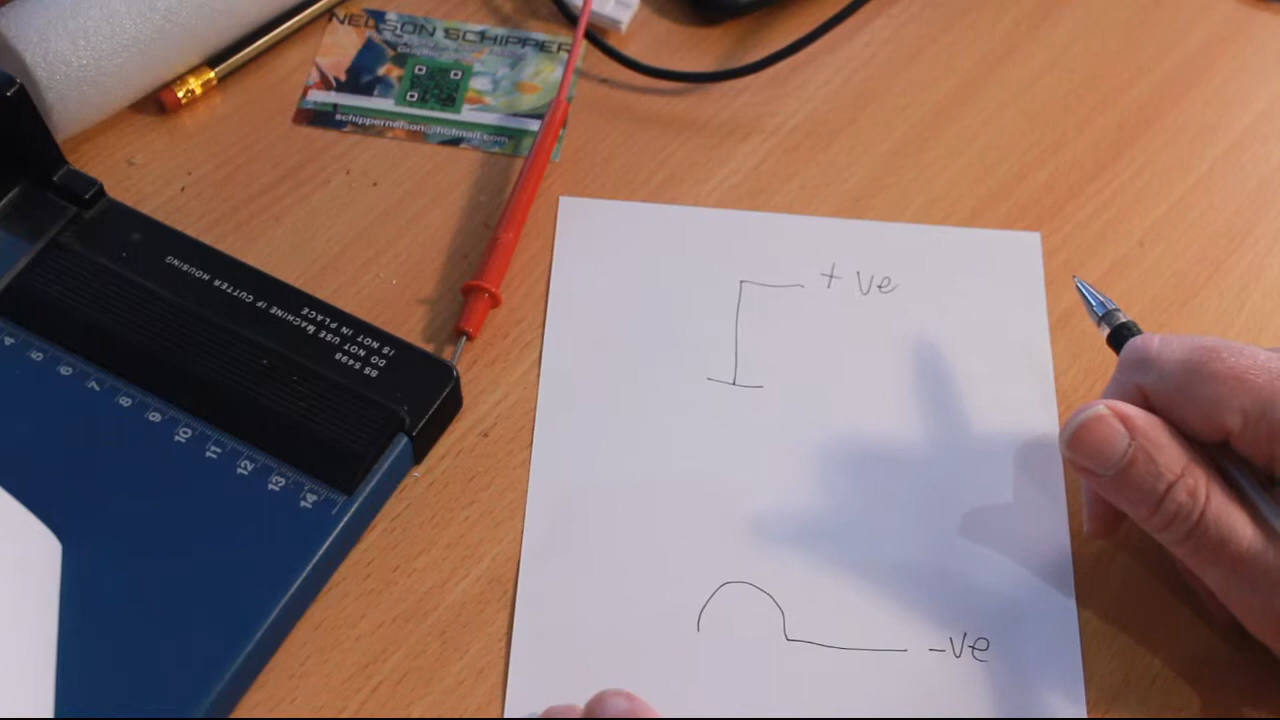 NELSON SCHIPPER
schippernelson@hotmail.com
BS 5498
DO NOT USE MACHINE IF CUTTER HOUSING
IS NOT IN PLACE
4 5 6 7 8 9 10 11 12 13 14
+ve
-ve